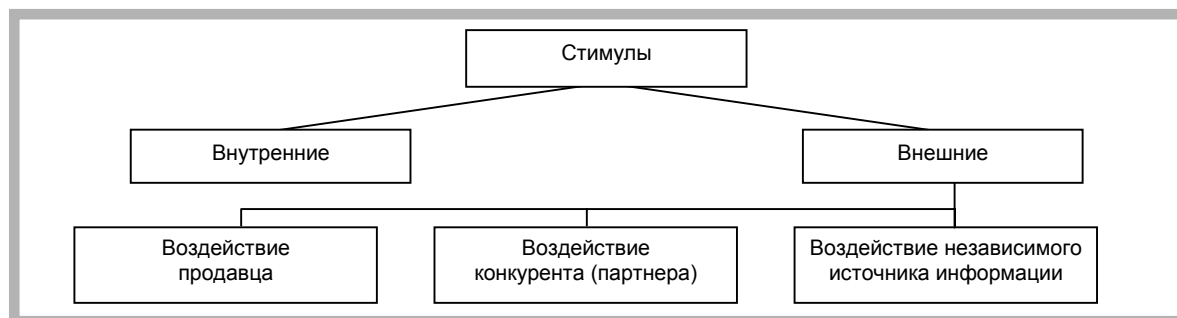 Стимулы
Внутренние
Внешние
Воздействие
продавца
Воздействие
конкурента (партнера)
Воздействие независимого
источника информации